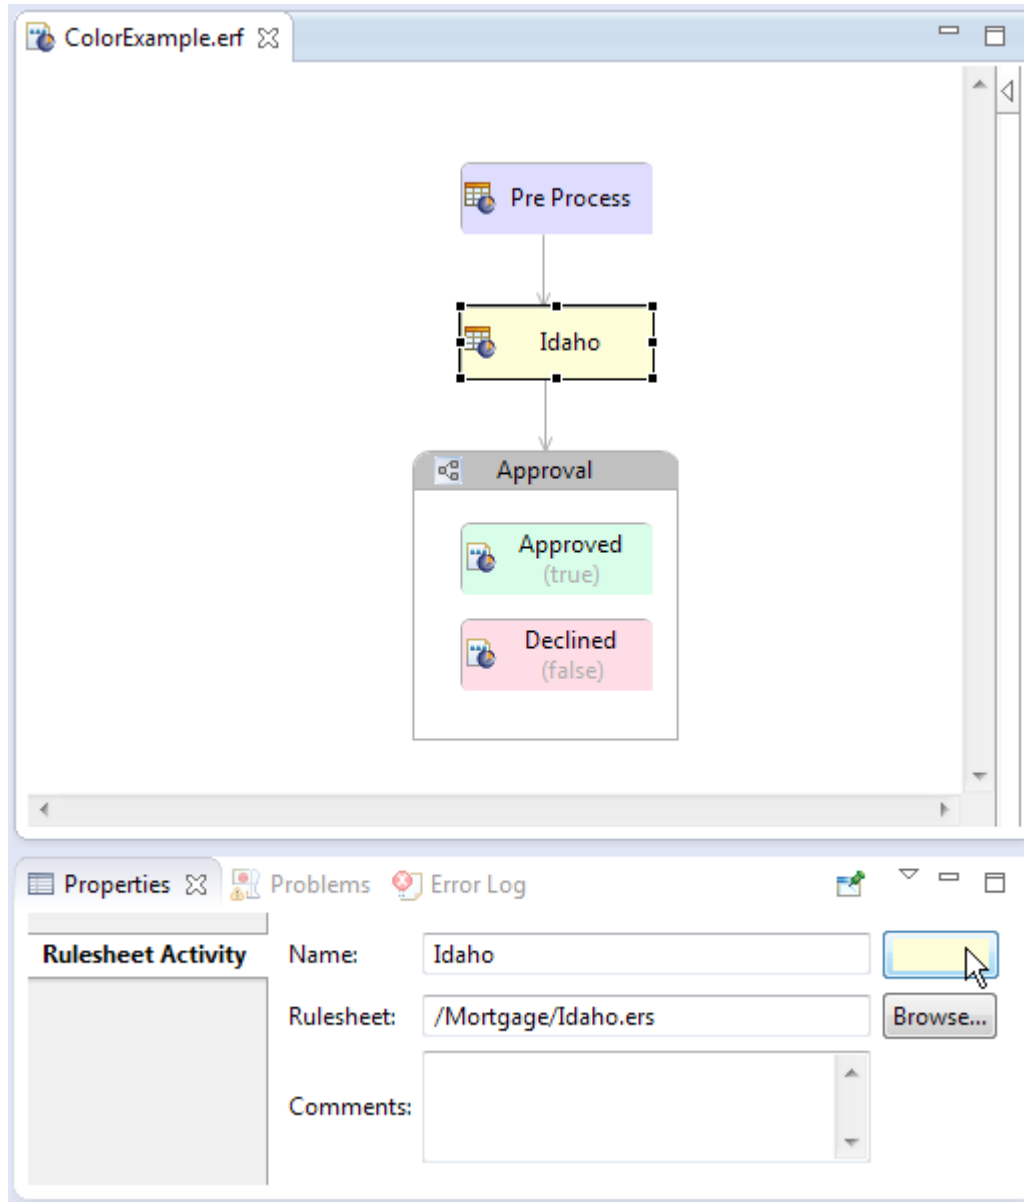 ColorExample.erf
Pre Process
Idaho
Approval
Approved
(true)
Declined
(false)
Properties Problems Error Log
Rulesheet Activity Name: Idaho
Rulesheet: /Mortgage/Idaho.ers Browse...
Comments: